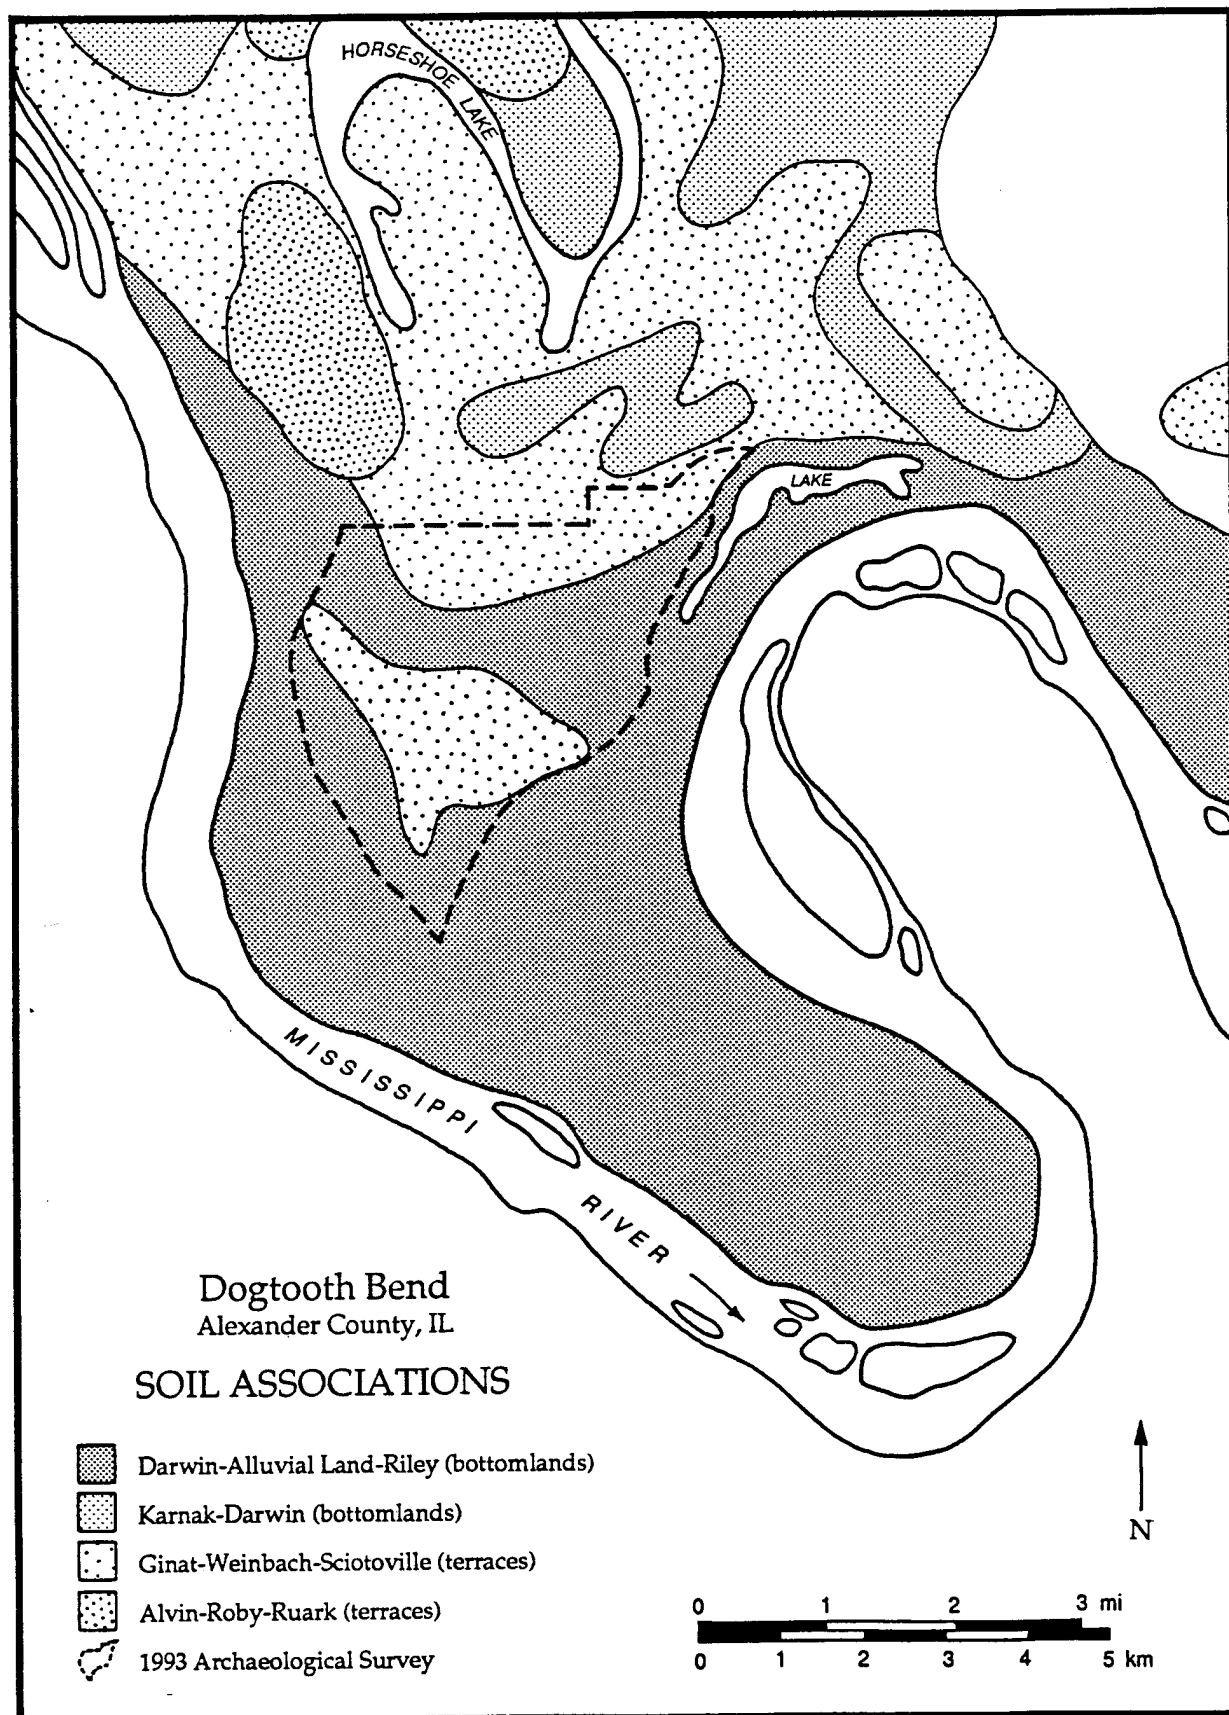 HORSESHOE LAKE
LAKE
MISSISSIPPI
RIVER
Dogtooth Bend
Alexander County, IL
SOIL ASSOCIATIONS
Darwin-Alluvial Land-Riley (bottomlands)
Karnak-Darwin (bottomlands)
Ginat-Weinbach-Sciotoville (terraces)
Alvin-Roby-Ruark (terraces)
1993 Archaeological Survey
N
0 1 2 3 mi
0 1 2 3 4 5 km